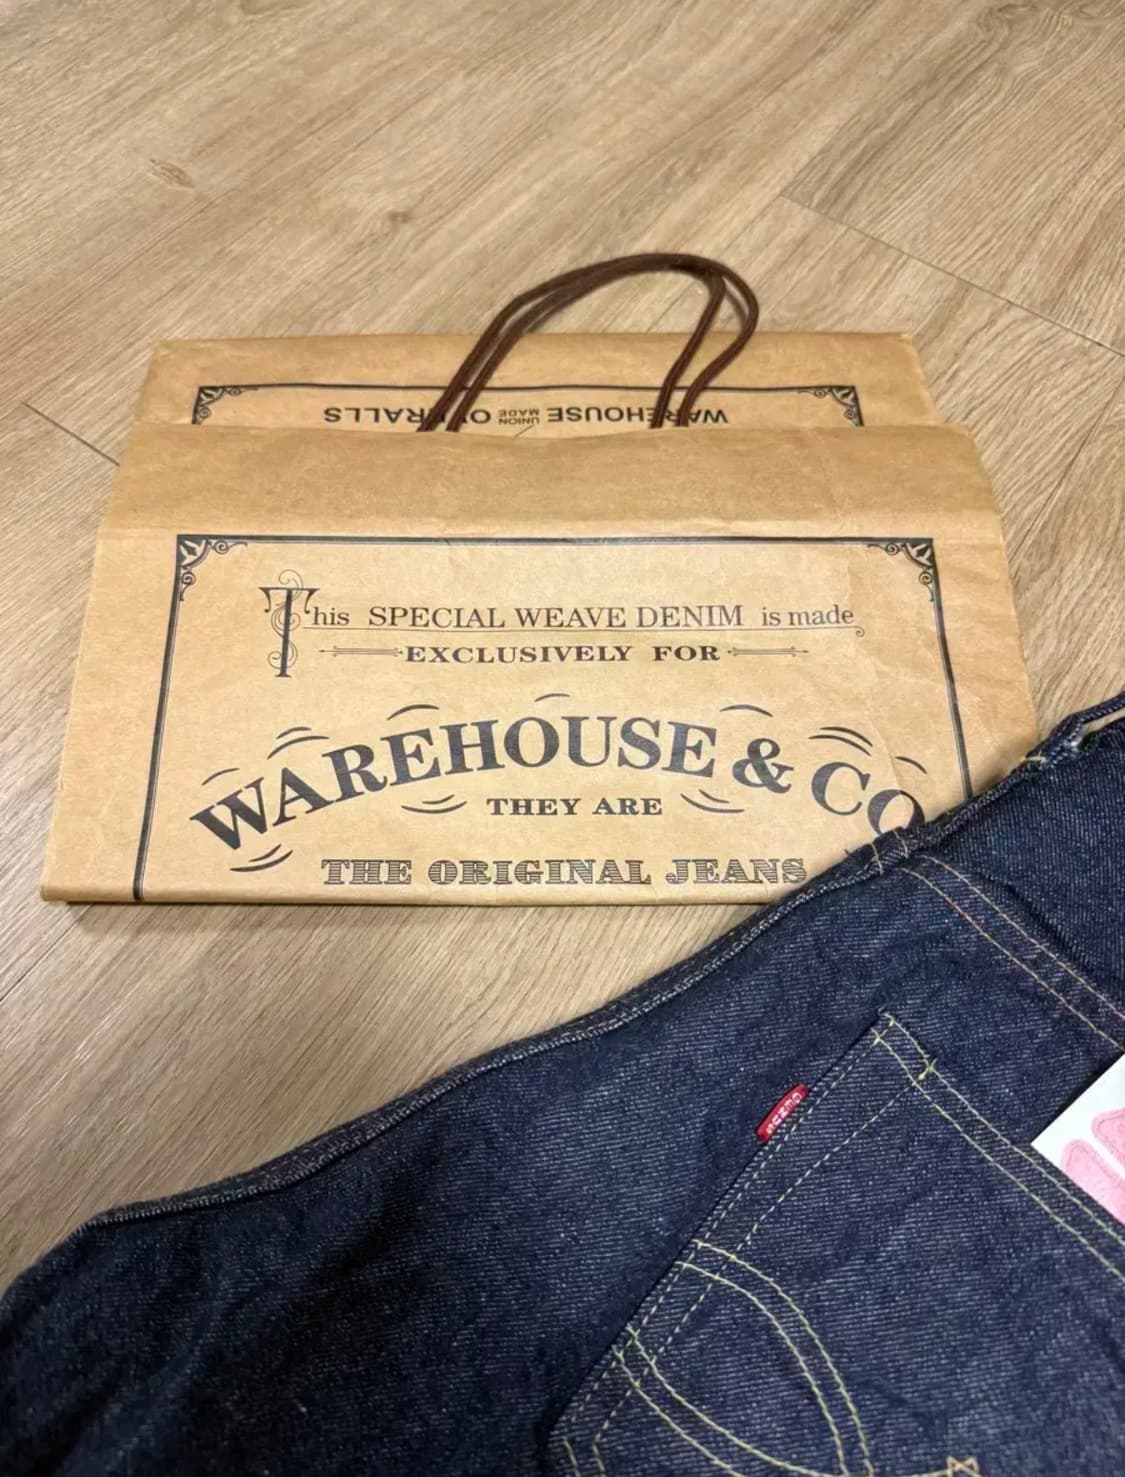 WAREHOUSE UNION MADE OVERALLS
This SPECIAL WEAVE DENIM is made
EXCLUSIVELY FOR
WAREHOUSE & CO
THEY ARE
THE ORIGINAL JEANS